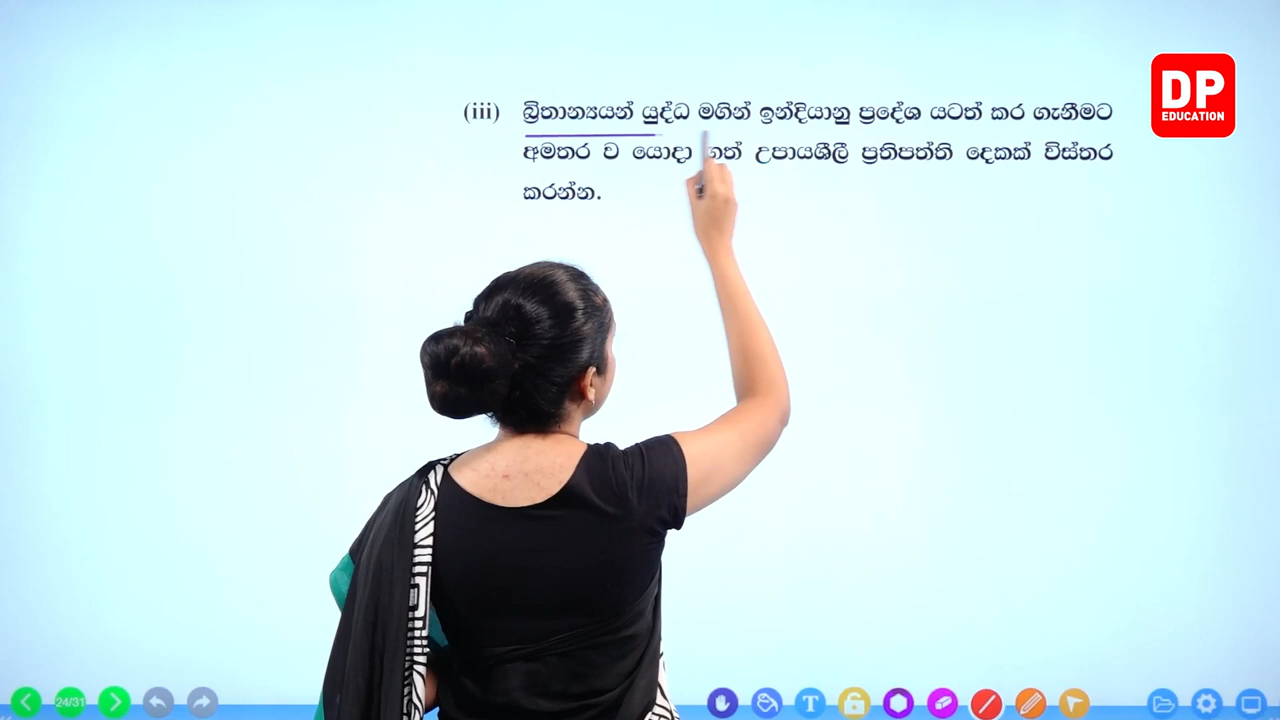 (iii) බ්‍රිතාන්‍යයන් යුද්ධ මගින් ඉන්දියානු ප්‍රදේශ යටත් කර ගැනීමට
අමතර ව යොදා ගත් උපායශීලී ප්‍රතිපත්ති දෙකක් විස්තර
කරන්න.
DP
EDUCATION
24/31
T